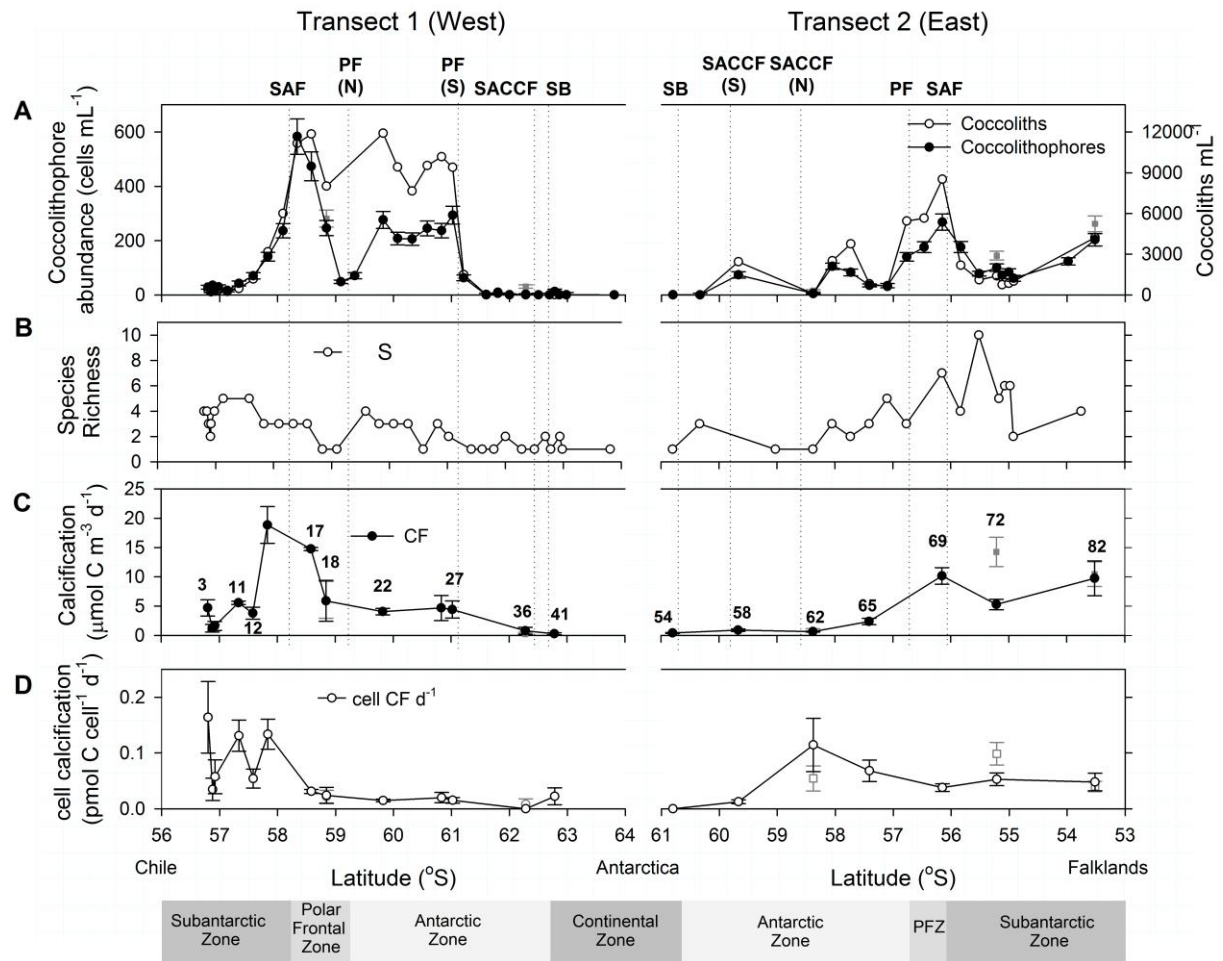 Transect 1 (West)
Transect 2 (East)
SAF
PF
(N)
PF
(S)
SACCF
SB
SB
SACCF
(S)
SACCF
(N)
PF
SAF
A
Coccolithophore
abundance (cells mL-1)
600
400
200
0
Coccoliths
Coccolithophores
12000
9000
6000
3000
0
Coccoliths mL-1
B
Species
Richness
10
8
6
4
2
0
S
C
Calcification
(μmol C m-3 d-1)
25
20
15
10
5
0
CF
3
11
12
17
18
22
27
36
41
54
58
62
65
69
72
82
D
cell calcification
(pmol C cell-1 d-1)
0.2
0.1
0.0
cell CF d-1
56 57 58 59 60 61 62 63 64
61 60 59 58 57 56 55 54 53
Chile
Latitude (oS)
Antarctica
Latitude (oS)
Falklands
Subantarctic
Zone
Polar
Frontal
Zone
Antarctic
Zone
Continental
Zone
Antarctic
Zone
PFZ
Subantarctic
Zone